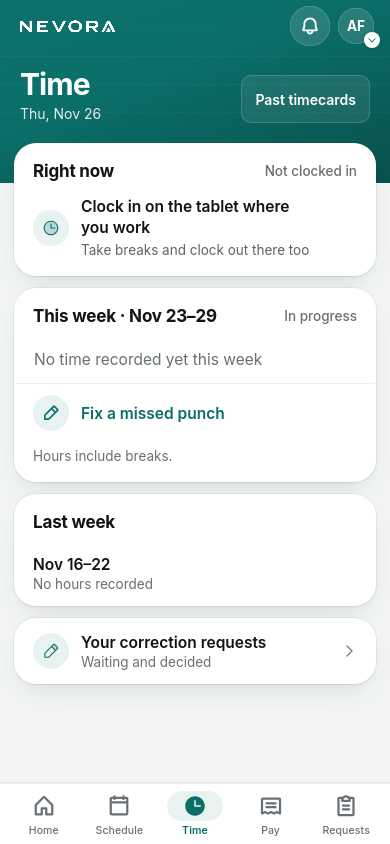 NEVORA
AF
Time
Thu, Nov 26
Past timecards
Right now
Not clocked in
Clock in on the tablet where
you work
Take breaks and clock out there too
This week · Nov 23–29
In progress
No time recorded yet this week
Fix a missed punch
Hours include breaks.
Last week
Nov 16–22
No hours recorded
Your correction requests
Waiting and decided
Home
Schedule
Time
Pay
Requests